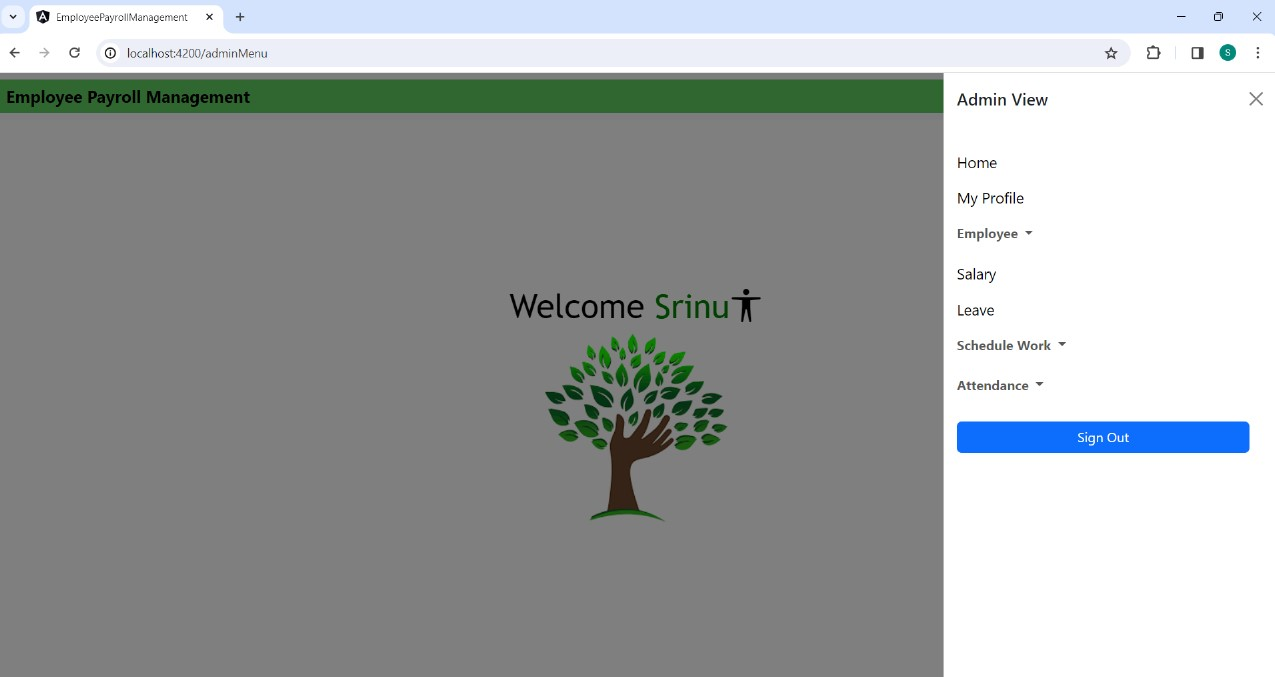 EmployeePayrollManagement
localhost:4200/adminMenu
S
Employee Payroll Management
Welcome Srinu
Admin View
Home
My Profile
Employee
Salary
Leave
Schedule Work
Attendance
Sign Out